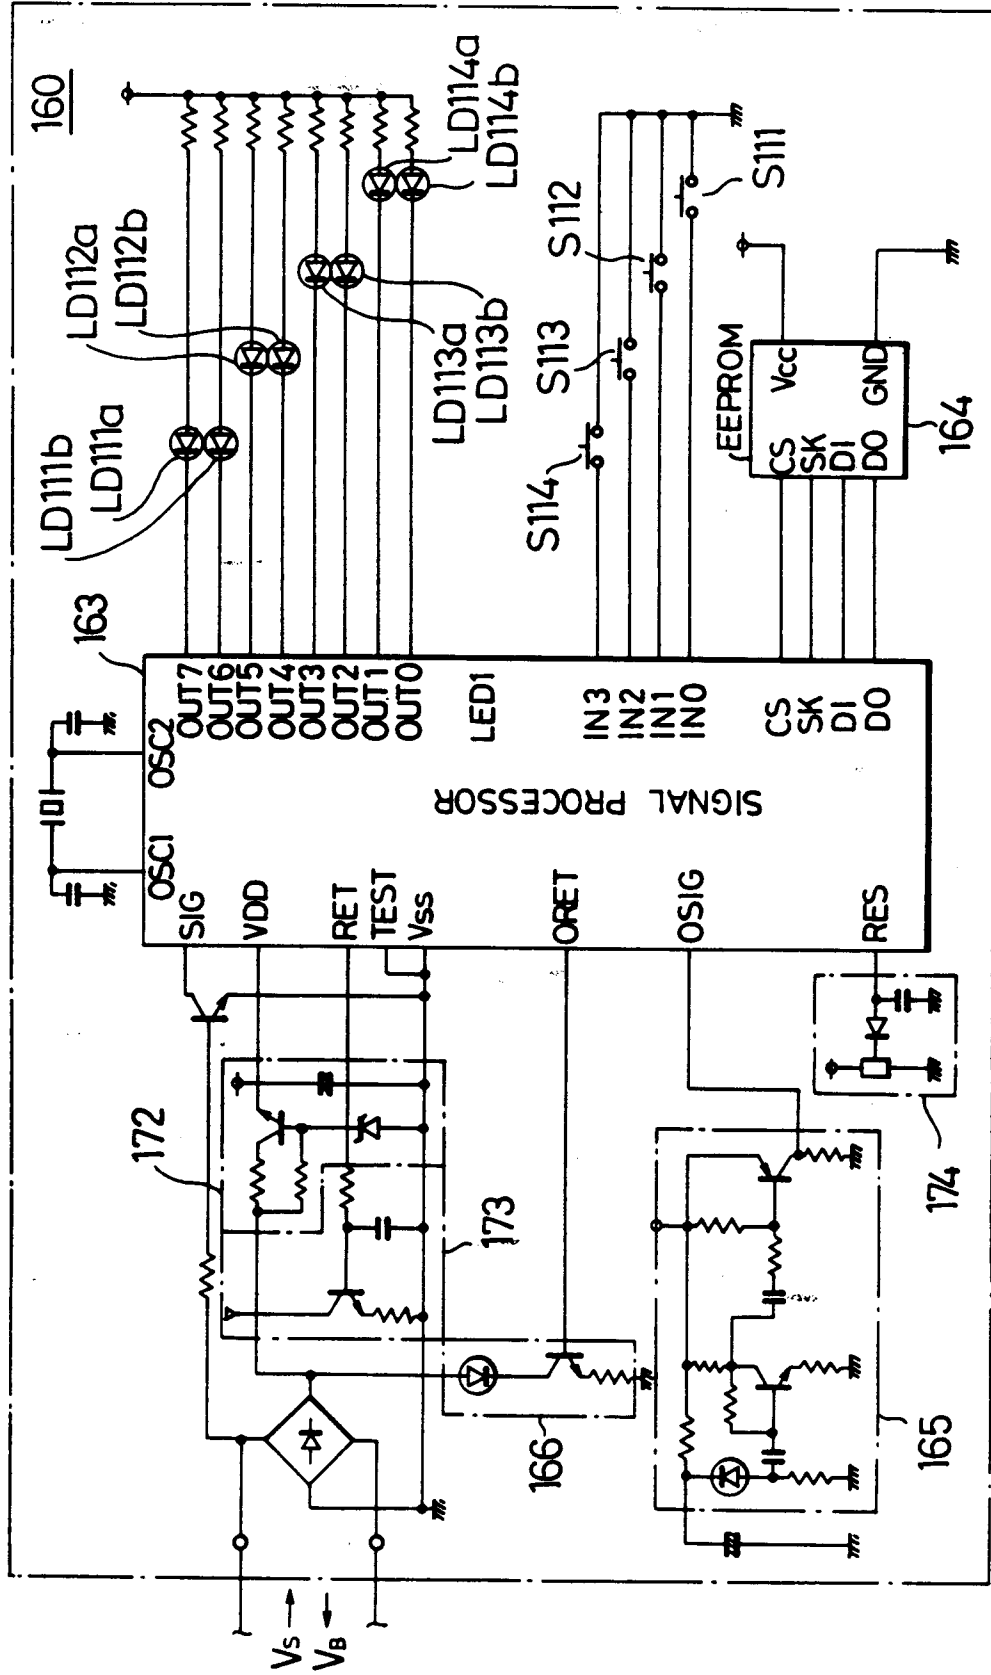 160
LD111b
LD111a
LD112a
LD112b
LD113a
LD113b
LD114a
LD114b
163
OSC1
OSC2
SIG
VDD
RET
TEST
Vss
ORET
OSIG
RES
OUT7
OUT6
OUT5
OUT4
OUT3
OUT2
OUT1
OUT0
LED1
IN3
IN2
IN1
IN0
CS
SK
DI
DO
SIGNAL PROCESSOR
S114
S113
S112
S111
EEPROM
CS
SK
DI
DO
Vcc
GND
164
172
173
166
165
174
Vs
VB